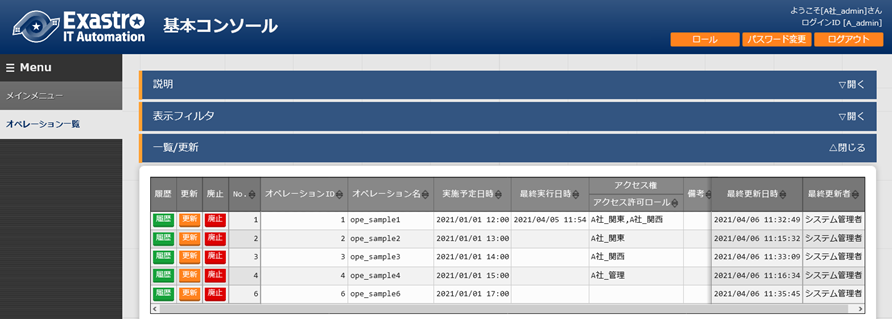 Exastro
IT Automation
基本コンソール
ようこそ[A社_admin]さん
ログインID [A_admin]
ロール パスワード変更 ログアウト
Menu
メインメニュー
オペレーション一覧
説明 ▽開く
表示フィルタ ▽開く
一覧/更新 △閉じる
履歴 更新 廃止 No. オペレーションID オペレーション名 実施予定日時 最終実行日時 アクセス権 備考 最終更新日時 最終更新者
アクセス許可ロール
履歴 更新 廃止 1 1 ope_sample1 2021/01/01 12:00 2021/04/05 11:54 A社_関東,A社_関西 2021/04/06 11:32:49 システム管理者
履歴 更新 廃止 2 2 ope_sample2 2021/01/01 13:00 A社_関東 2021/04/06 11:15:32 システム管理者
履歴 更新 廃止 3 3 ope_sample3 2021/01/01 14:00 A社_関西 2021/04/06 11:33:09 システム管理者
履歴 更新 廃止 4 4 ope_sample4 2021/01/01 15:00 A社_管理 2021/04/06 11:16:34 システム管理者
履歴 更新 廃止 6 6 ope_sample6 2021/01/01 17:00 2021/04/06 11:35:45 システム管理者